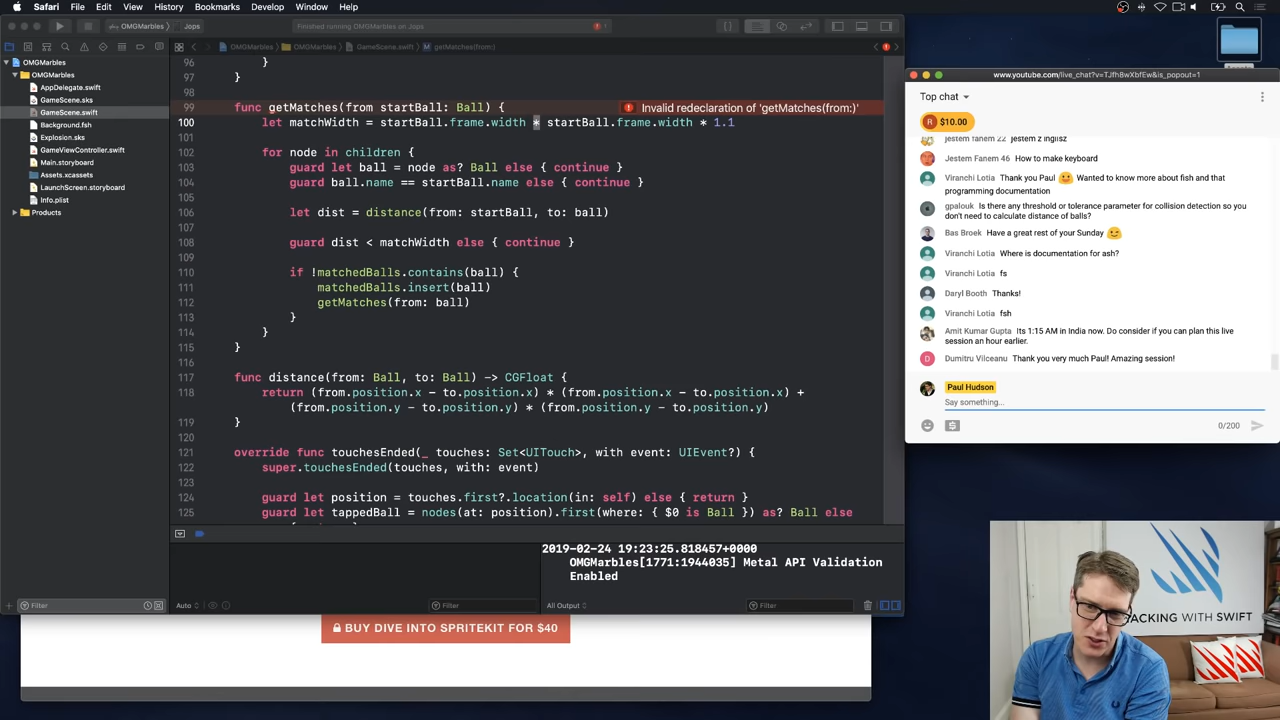 Safari File Edit View History Bookmarks Develop Window Help
OMGMarbles Jops Finished running OMGMarbles on Jops
OMGMarbles OMGMarbles GameScene.swift getMatches(from:)
OMGMarbles
OMGMarbles
AppDelegate.swift
GameScene.sks
GameScene.swift
Background.fsh
Explosion.sks
GameViewController.swift
Main.storyboard
Assets.xcassets
LaunchScreen.storyboard
Info.plist
Products
96 }
97 }
98
99 func getMatches(from startBall: Ball) { Invalid redeclaration of 'getMatches(from:)'
100 let matchWidth = startBall.frame.width * startBall.frame.width * 1.1
101
102 for node in children {
103 guard let ball = node as? Ball else { continue }
104 guard ball.name == startBall.name else { continue }
105
106 let dist = distance(from: startBall, to: ball)
107
108 guard dist < matchWidth else { continue }
109
110 if !matchedBalls.contains(ball) {
111 matchedBalls.insert(ball)
112 getMatches(from: ball)
113 }
114 }
115 }
116
117 func distance(from: Ball, to: Ball) -> CGFloat {
118 return (from.position.x - to.position.x) * (from.position.x - to.position.x) +
(from.position.y - to.position.y) * (from.position.y - to.position.y)
119 }
120
121 override func touchesEnded(_ touches: Set<UITouch>, with event: UIEvent?) {
122 super.touchesEnded(touches, with: event)
123
124 guard let position = touches.first?.location(in: self) else { return }
125 guard let tappedBall = nodes(at: position).first(where: { $0 is Ball }) as? Ball else
2019-02-24 19:23:25.818457+0000
OMGMarbles[1771:1944035] Metal API Validation
Enabled
Filter Auto Filter All Output Filter
BUY DIVE INTO SPRITEKIT FOR $40
www.youtube.com/live_chat?v=TJfhBwXbfEw&is_popout=1
Top chat
R $10.00
jestem fanem 22 jestem z inglisz
Jestem Fanem 46 How to make keyboard
Viranchi Lotia Thank you Paul Wanted to know more about fish and that
programming documentation
gpalouk Is there any threshold or tolerance parameter for collision detection so you
don't need to calculate distance of balls?
Bas Broek Have a great rest of your Sunday
Viranchi Lotia Where is documentation for ash?
Viranchi Lotia fs
Daryl Booth Thanks!
Viranchi Lotia fsh
Amit Kumar Gupta Its 1:15 AM in India now. Do consider if you can plan this live
session an hour earlier.
D Dumitru Vilceanu Thank you very much Paul! Amazing session!
Paul Hudson
Say something...
0/200
HACKING WITH SWIFT